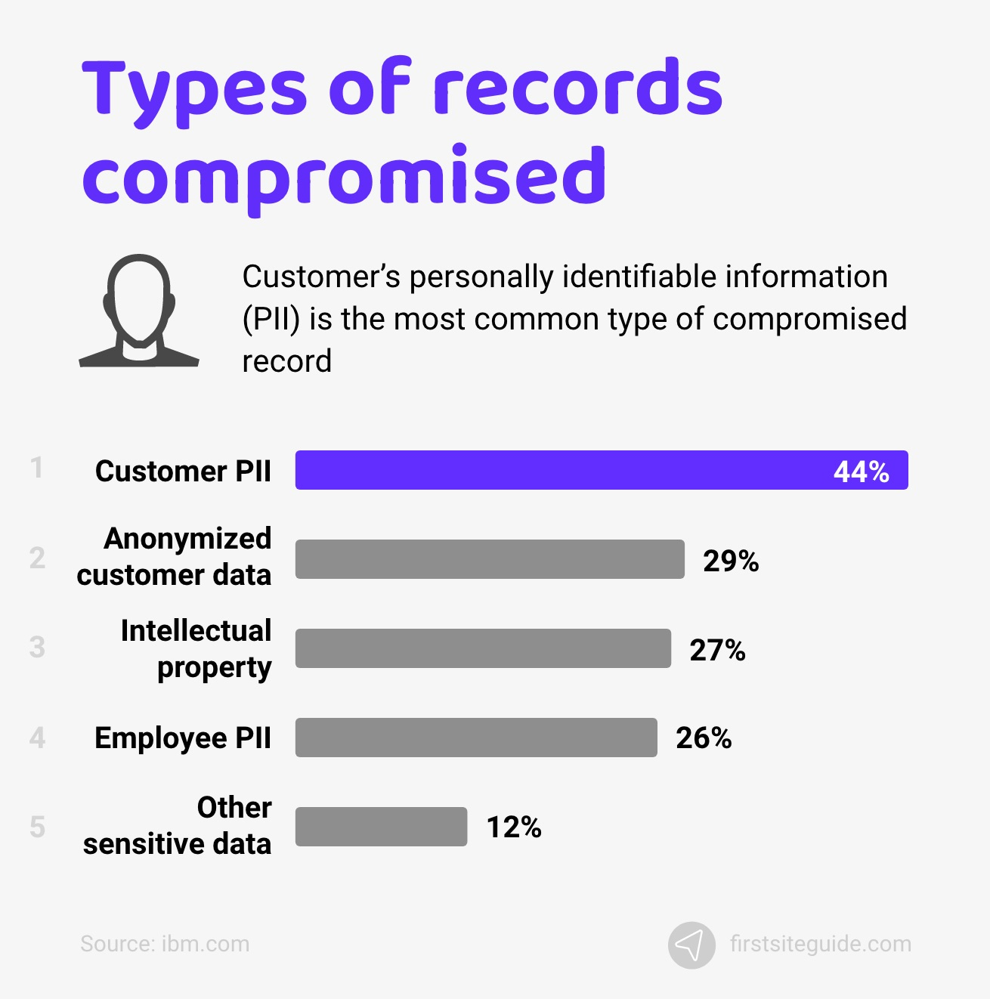 Types of records
compromised
Customer’s personally identifiable information
(PII) is the most common type of compromised
record
1 Customer PII 44%
2 Anonymized
customer data 29%
3 Intellectual
property 27%
4 Employee PII 26%
5 Other
sensitive data 12%
Source: ibm.com
firstsiteguide.com